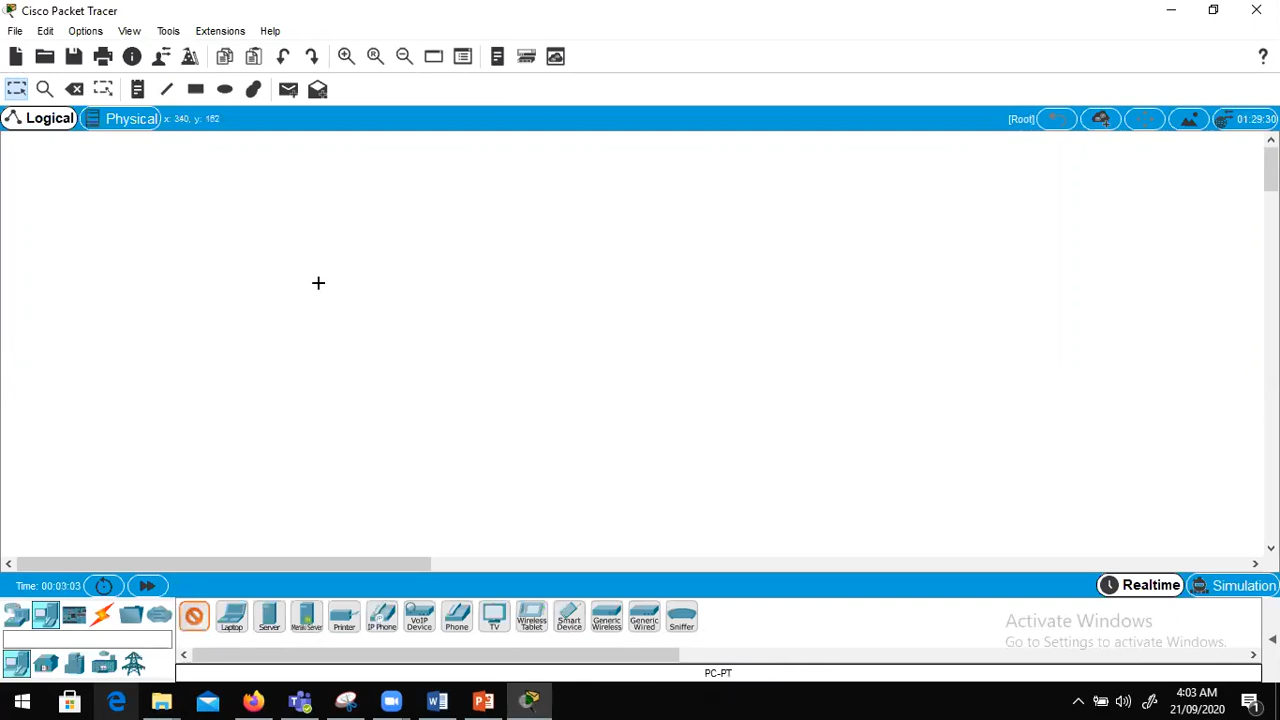 Cisco Packet Tracer
File Edit Options View Tools Extensions Help
?
Logical Physical x: 340, y: 162 [Root] 01:29:30
Time: 00:03:03 Realtime Simulation
Laptop Server Meraki Server Printer IP Phone VoIP Device Phone TV Wireless Tablet Smart Device Generic Wireless Generic Wired Sniffer
Activate Windows
Go to Settings to activate Windows.
PC-PT
4:03 AM
21/09/2020
1